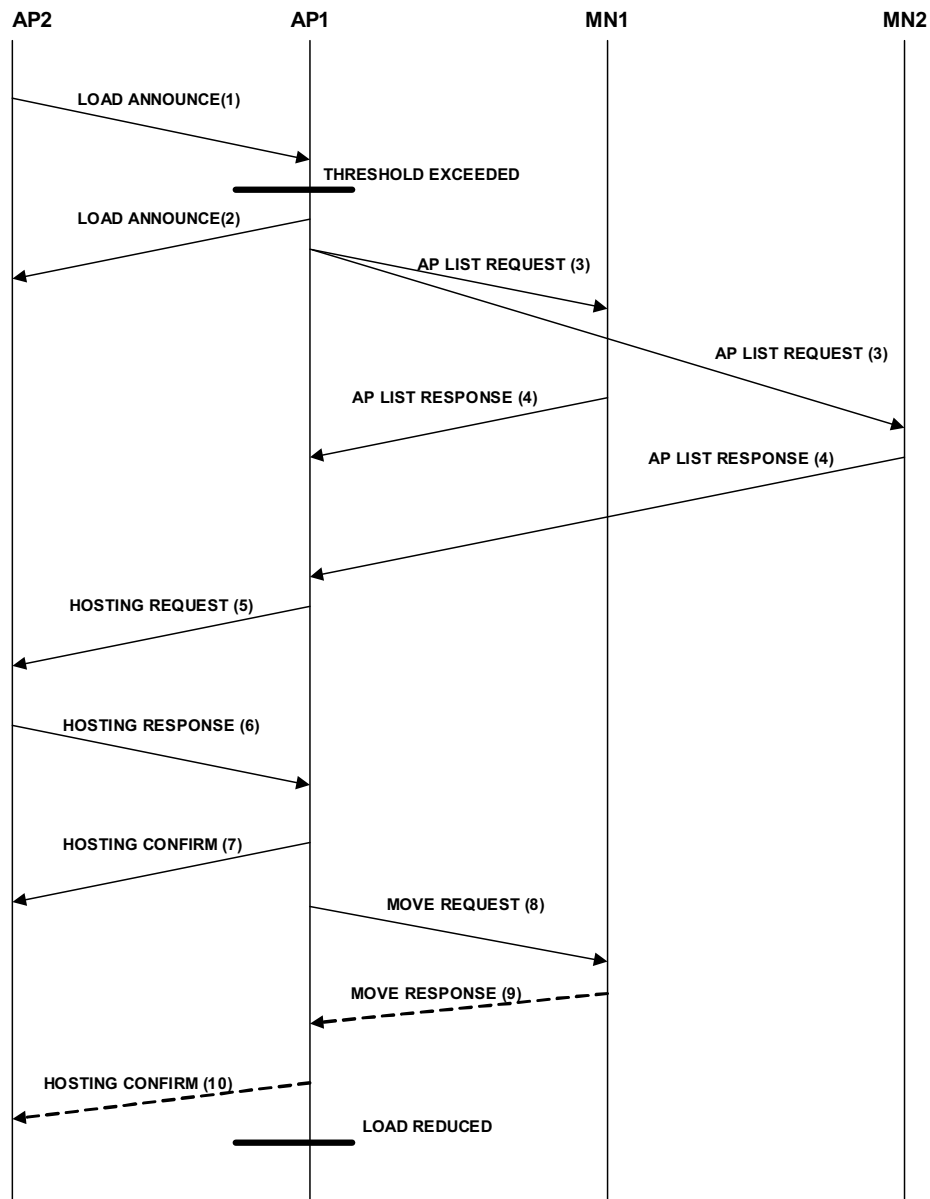 AP2
AP1
MN1
MN2
LOAD ANNOUNCE(1)
THRESHOLD EXCEEDED
LOAD ANNOUNCE(2)
AP LIST REQUEST (3)
AP LIST REQUEST (3)
AP LIST RESPONSE (4)
AP LIST RESPONSE (4)
HOSTING REQUEST (5)
HOSTING RESPONSE (6)
HOSTING CONFIRM (7)
MOVE REQUEST (8)
MOVE RESPONSE (9)
HOSTING CONFIRM (10)
LOAD REDUCED